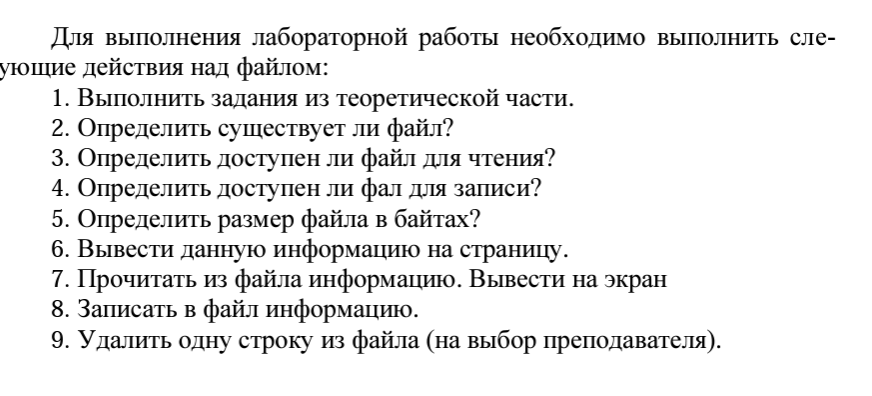 Для выполнения лабораторной работы необходимо выполнить сле-
ующие действия над файлом:
1. Выполнить задания из теоретической части.
2. Определить существует ли файл?
3. Определить доступен ли файл для чтения?
4. Определить доступен ли фал для записи?
5. Определить размер файла в байтах?
6. Вывести данную информацию на страницу.
7. Прочитать из файла информацию. Вывести на экран
8. Записать в файл информацию.
9. Удалить одну строку из файла (на выбор преподавателя).